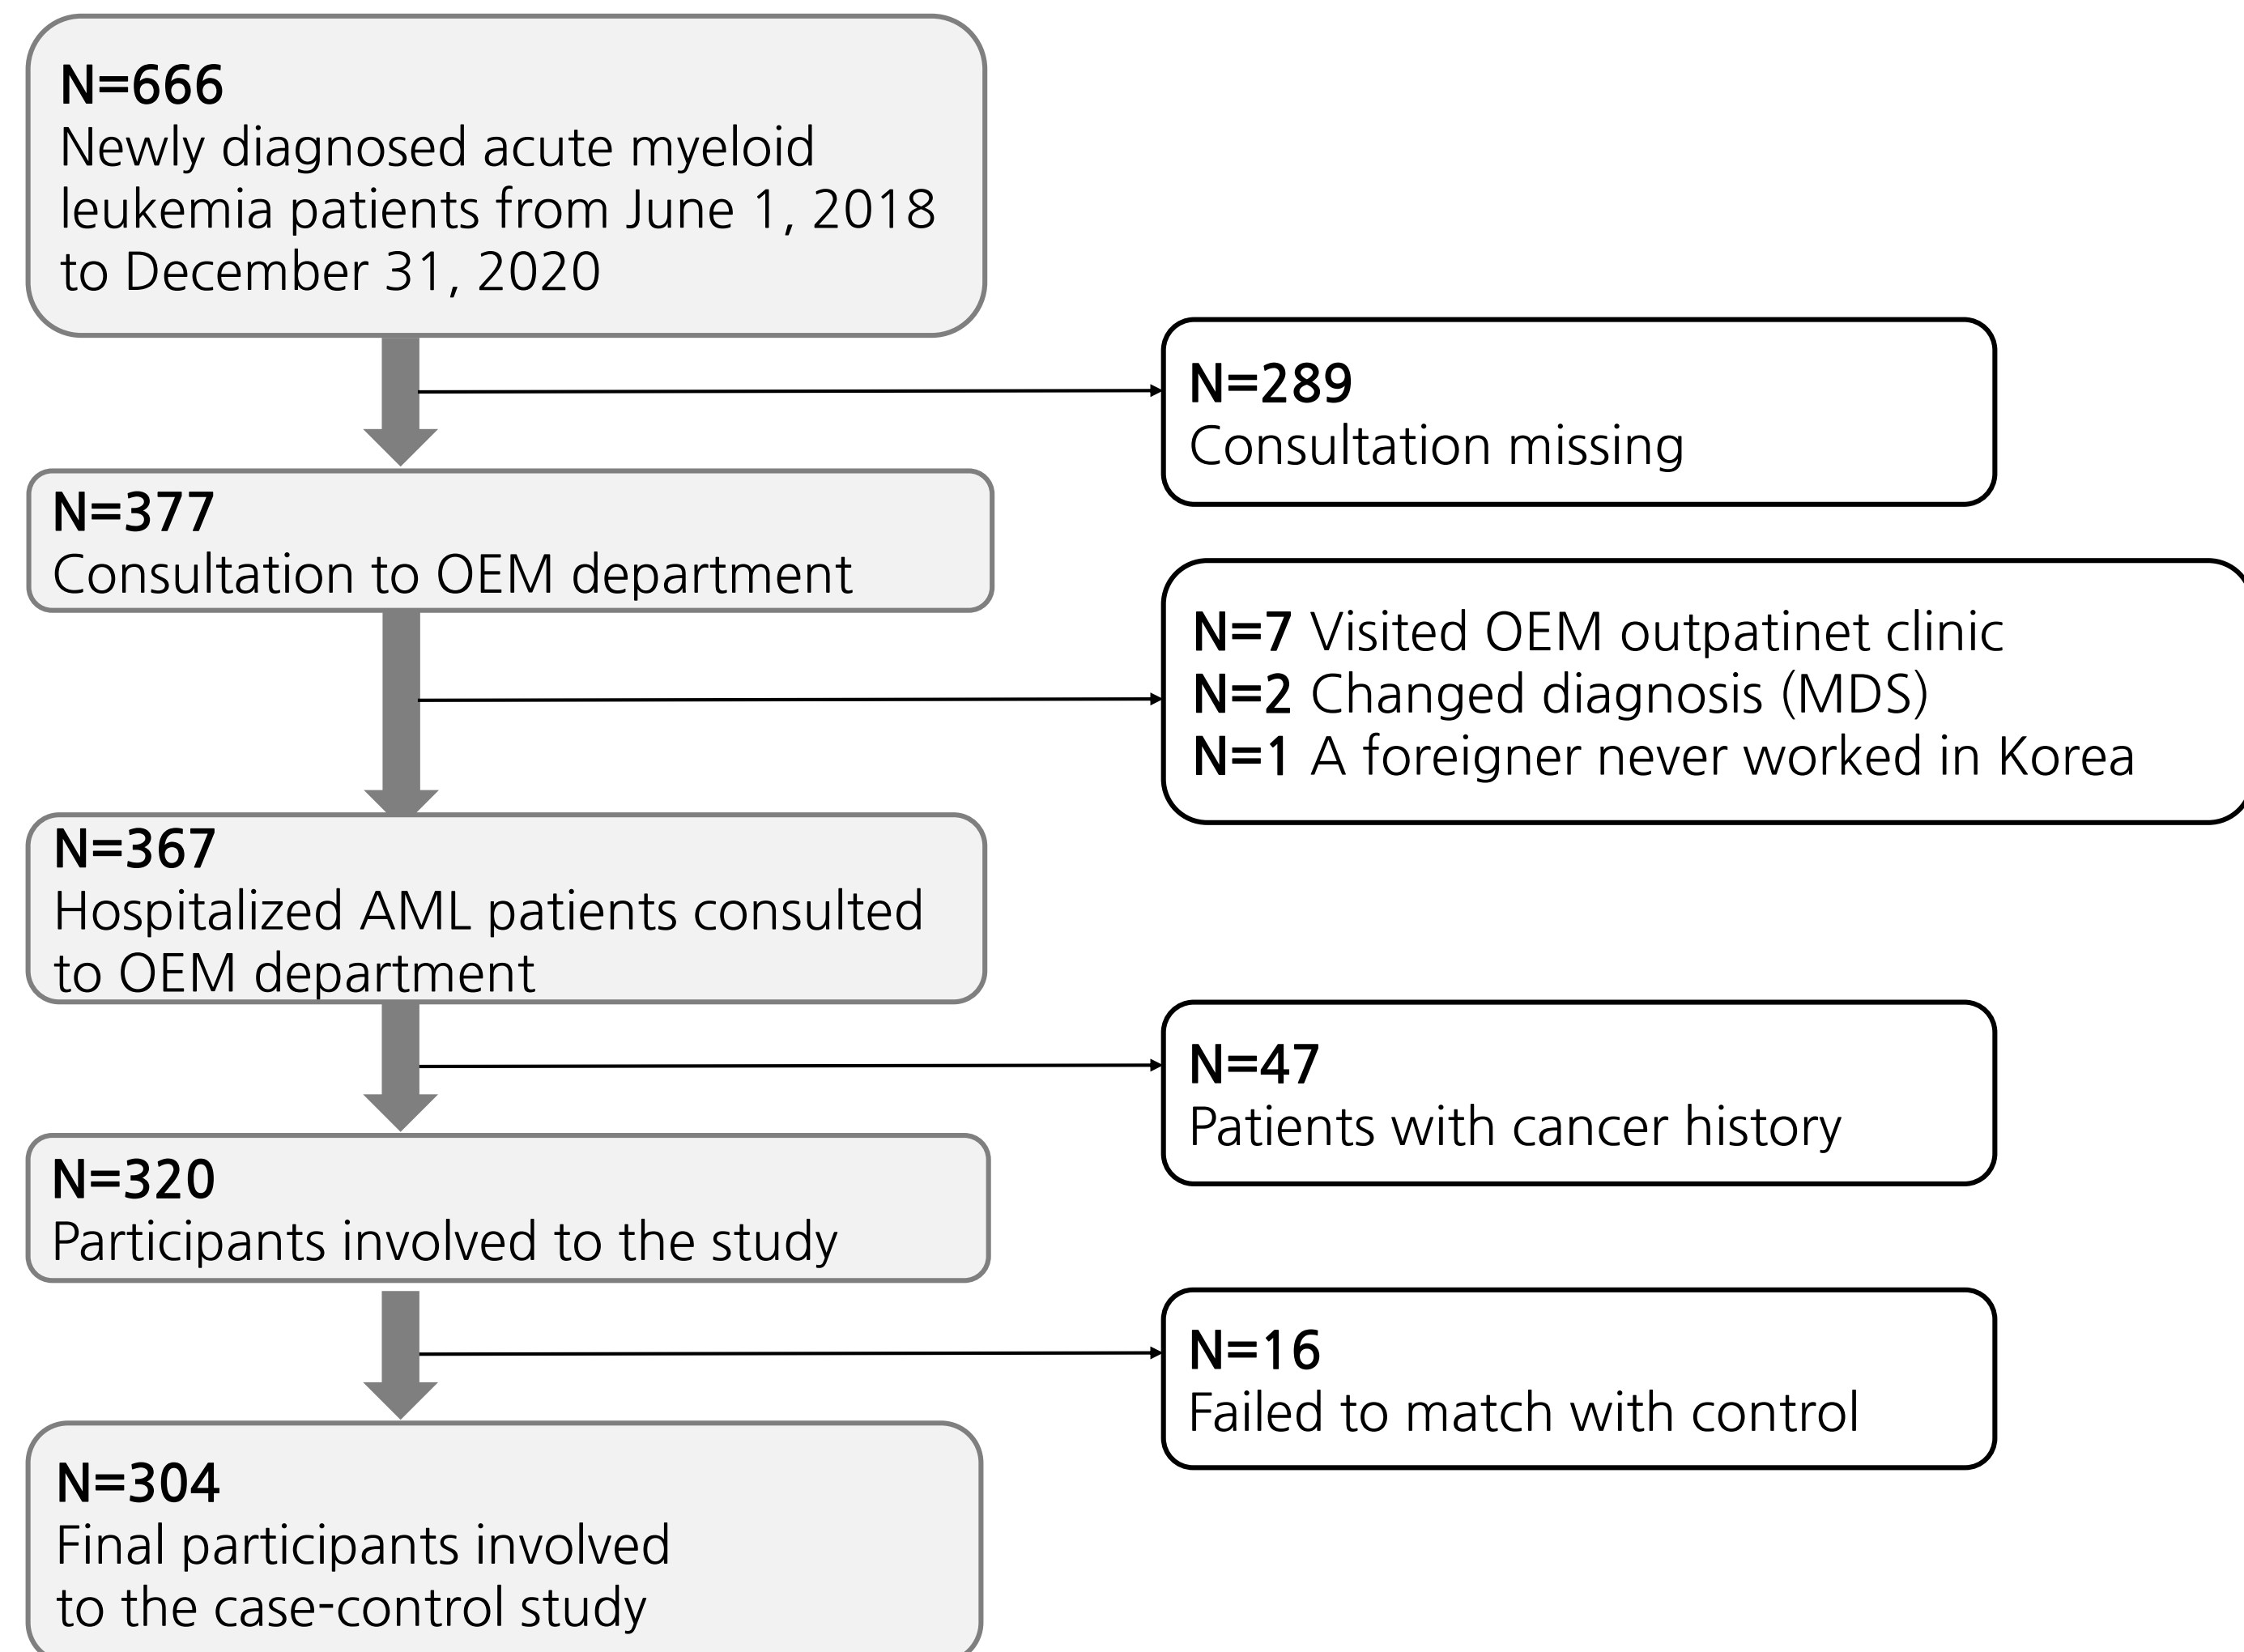 N=666
Newly diagnosed acute myeloid
leukemia patients from June 1, 2018
to December 31, 2020
N=289
Consultation missing
N=377
Consultation to OEM department
N=7 Visited OEM outpatinet clinic
N=2 Changed diagnosis (MDS)
N=1 A foreigner never worked in Korea
N=367
Hospitalized AML patients consulted
to OEM department
N=47
Patients with cancer history
N=320
Participants involved to the study
N=16
Failed to match with control
N=304
Final participants involved
to the case-control study